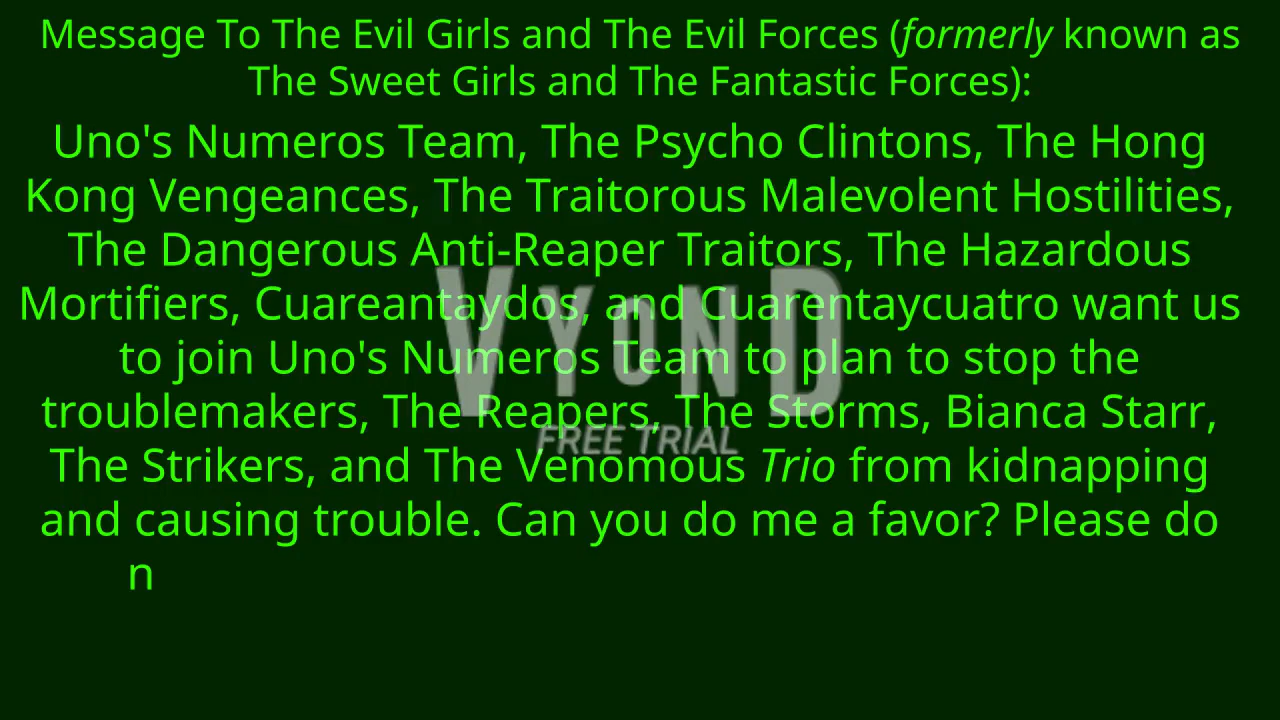 Message To The Evil Girls and The Evil Forces (formerly known as
The Sweet Girls and The Fantastic Forces):
Uno's Numeros Team, The Psycho Clintons, The Hong
Kong Vengeances, The Traitorous Malevolent Hostilities,
The Dangerous Anti-Reaper Traitors, The Hazardous
Mortifiers, Cuareantaydos, and Cuarentaycuatro want us
to join Uno's Numeros Team to plan to stop the
troublemakers, The Reapers, The Storms, Bianca Starr,
The Strikers, and The Venomous Trio from kidnapping
and causing trouble. Can you do me a favor? Please do
n
VYOND
FREE TRIAL